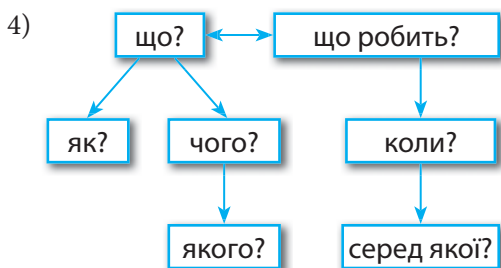 4)
що? що робить?
як? чого? коли?
якого? серед якої?